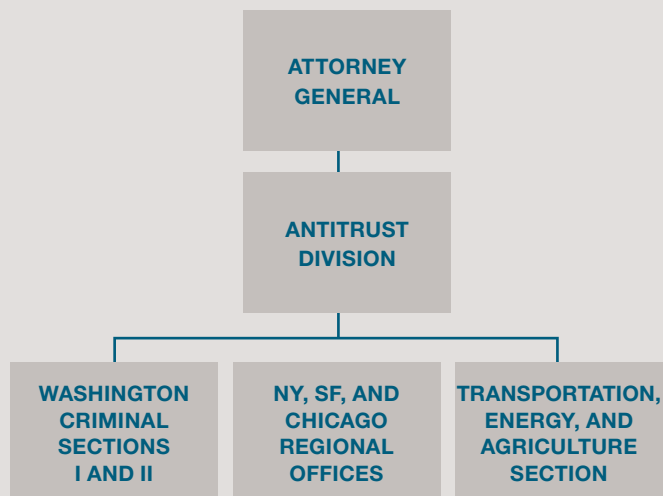 ATTORNEY
GENERAL
ANTITRUST
DIVISION
WASHINGTON
CRIMINAL
SECTIONS
I AND II
NY, SF, AND
CHICAGO
REGIONAL
OFFICES
TRANSPORTATION,
ENERGY, AND
AGRICULTURE
SECTION